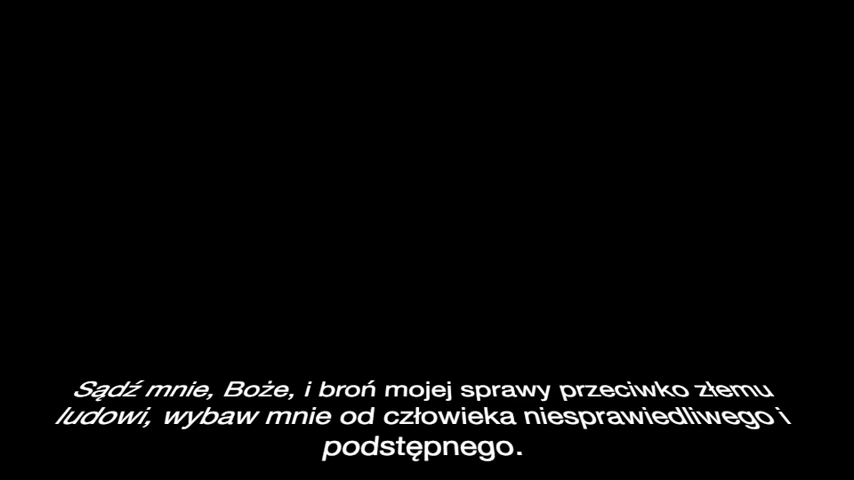 Sądź mnie, Boże, i broń mojej sprawy przeciwko złemu
ludowi, wybaw mnie od człowieka niesprawiedliwego i
podstępnego.